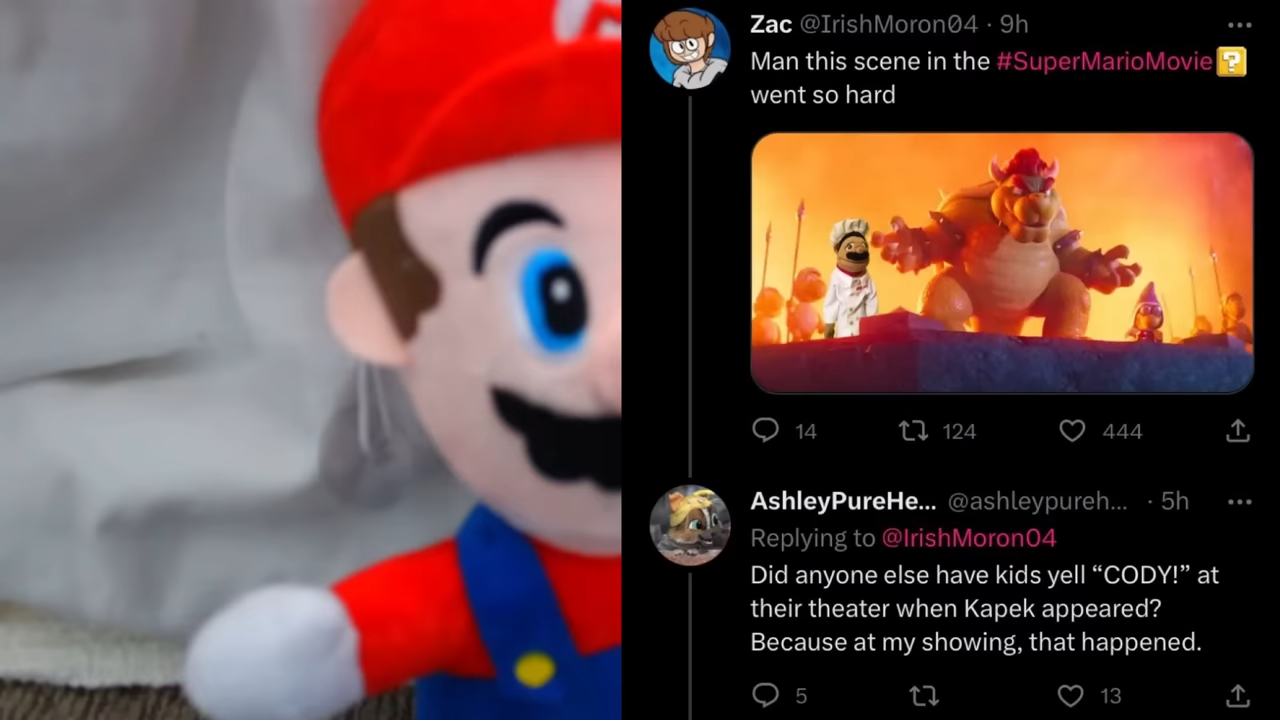 Zac @IrishMoron04 · 9h
Man this scene in the #SuperMarioMovie
went so hard
14 124 444
AshleyPureHe... @ashleypureh... · 5h
Replying to @IrishMoron04
Did anyone else have kids yell “CODY!” at
their theater when Kapek appeared?
Because at my showing, that happened.
5 13